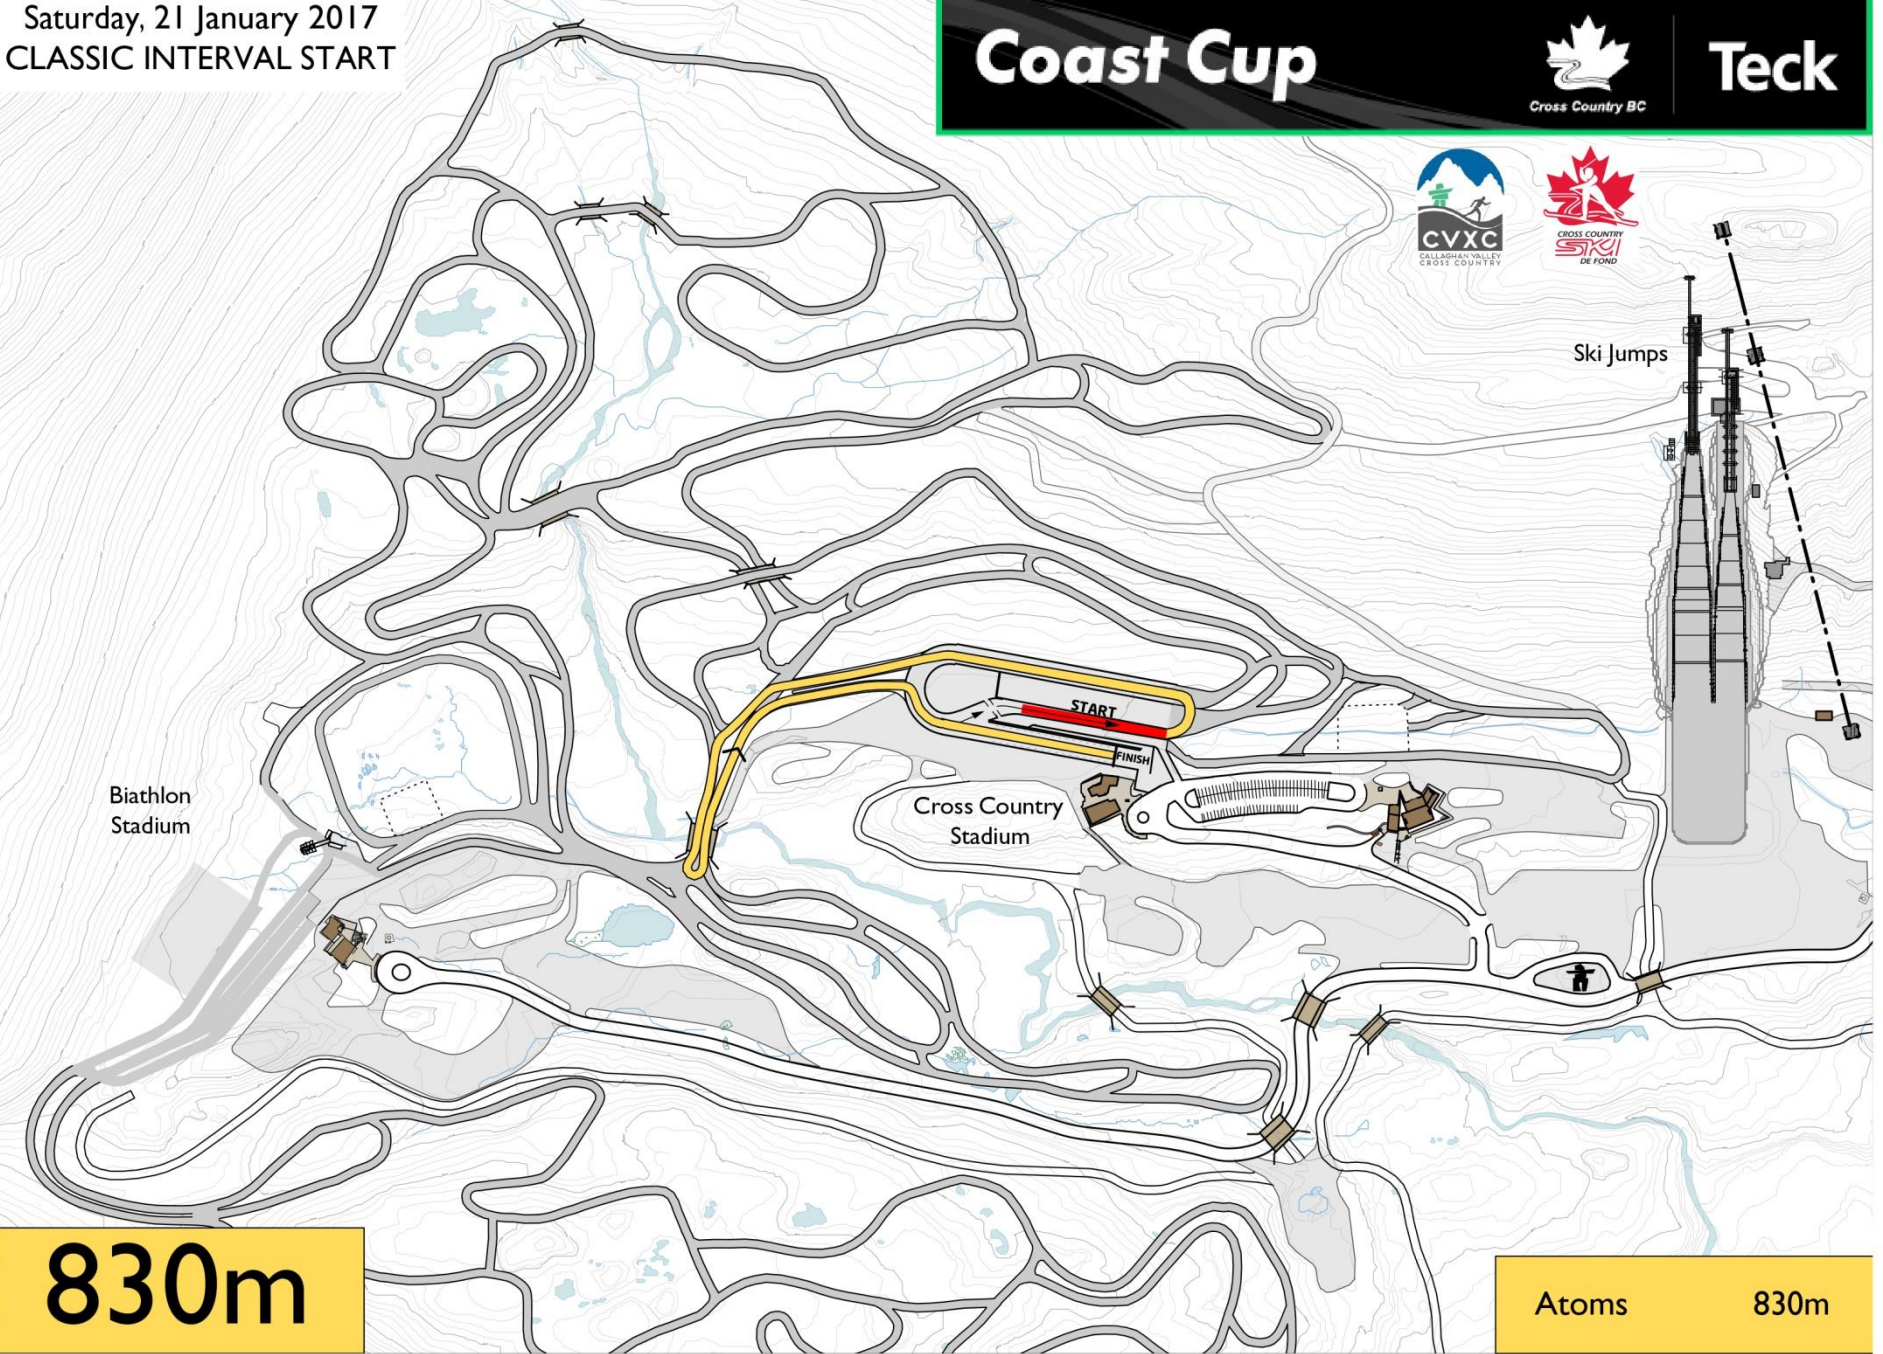 Saturday, 21 January 2017
CLASSIC INTERVAL START
Coast Cup
Cross Country BC
Teck
CVXC
CALLAGHAN VALLEY
CROSS COUNTRY
CROSS COUNTRY
SKI
DE FOND
Ski Jumps
START
FINISH
Biathlon
Stadium
Cross Country
Stadium
830m
Atoms 830m